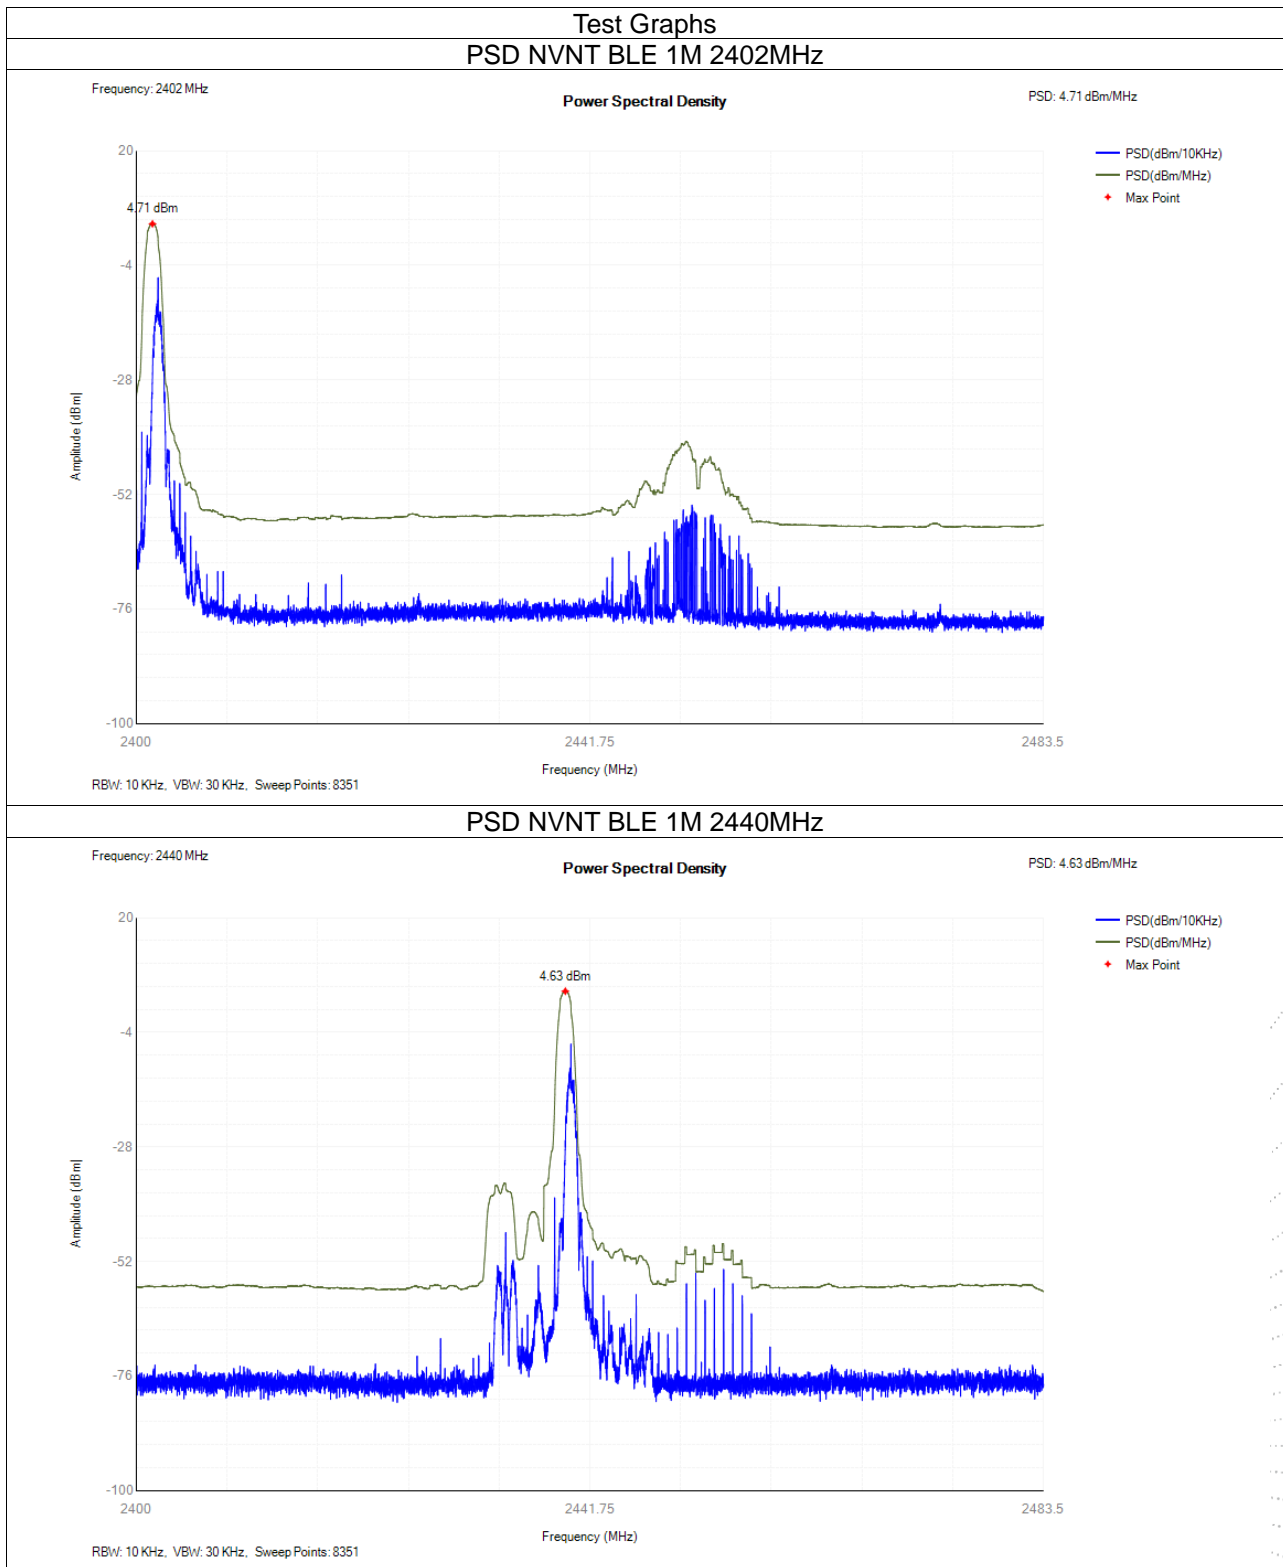 Test Graphs
PSD NVNT BLE 1M 2402MHz
Frequency: 2402 MHz
Power Spectral Density
PSD: 4.71 dBm/MHz
PSD(dBm/10KHz)
PSD(dBm/MHz)
Max Point
4.71 dBm
20
-4
-28
-52
-76
-100
Amplitude (dBm)
2400
2441.75
2483.5
Frequency (MHz)
RBW: 10 KHz, VBW: 30 KHz, Sweep Points: 8351
PSD NVNT BLE 1M 2440MHz
Frequency: 2440 MHz
Power Spectral Density
PSD: 4.63 dBm/MHz
PSD(dBm/10KHz)
PSD(dBm/MHz)
Max Point
4.63 dBm
20
-4
-28
-52
-76
-100
Amplitude (dBm)
2400
2441.75
2483.5
Frequency (MHz)
RBW: 10 KHz, VBW: 30 KHz, Sweep Points: 8351